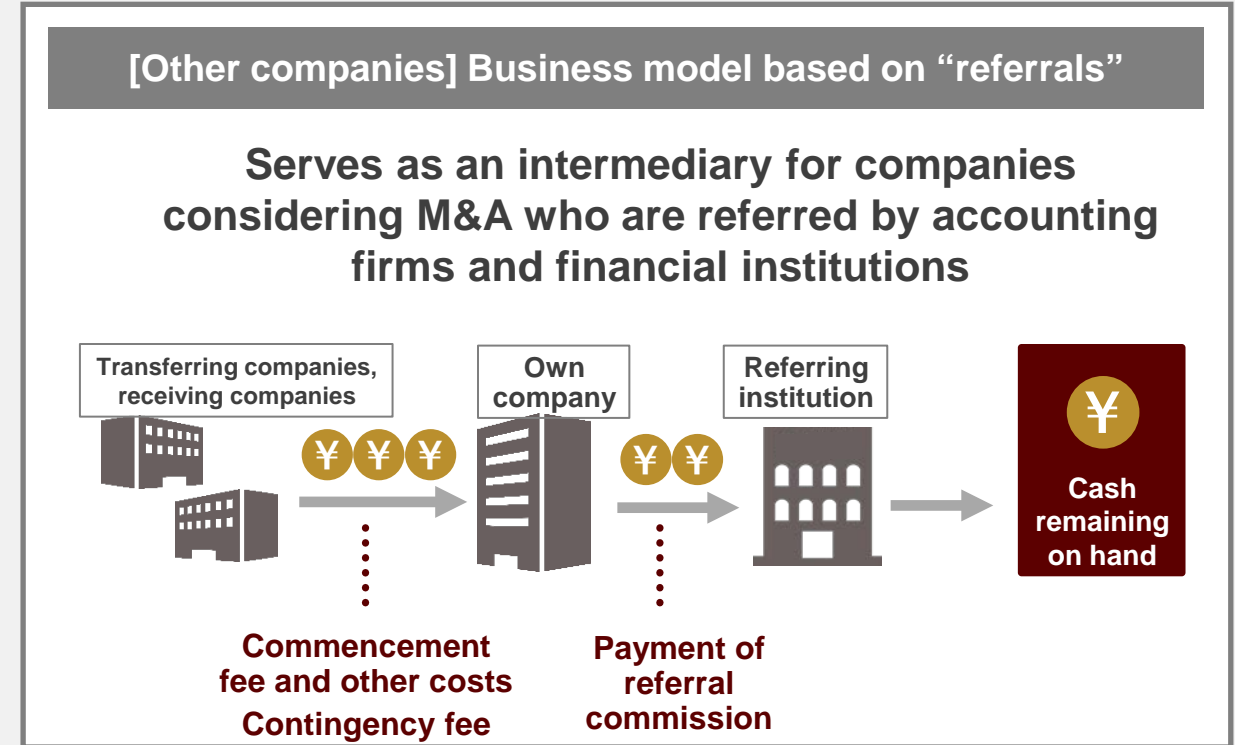 [Other companies] Business model based on “referrals”
Serves as an intermediary for companies
considering M&A who are referred by accounting
firms and financial institutions
Transferring companies,
receiving companies
Own
company
Referring
institution
¥ ¥ ¥
¥ ¥
¥
Cash
remaining
on hand
Commencement
fee and other costs
Contingency fee
Payment of
referral
commission